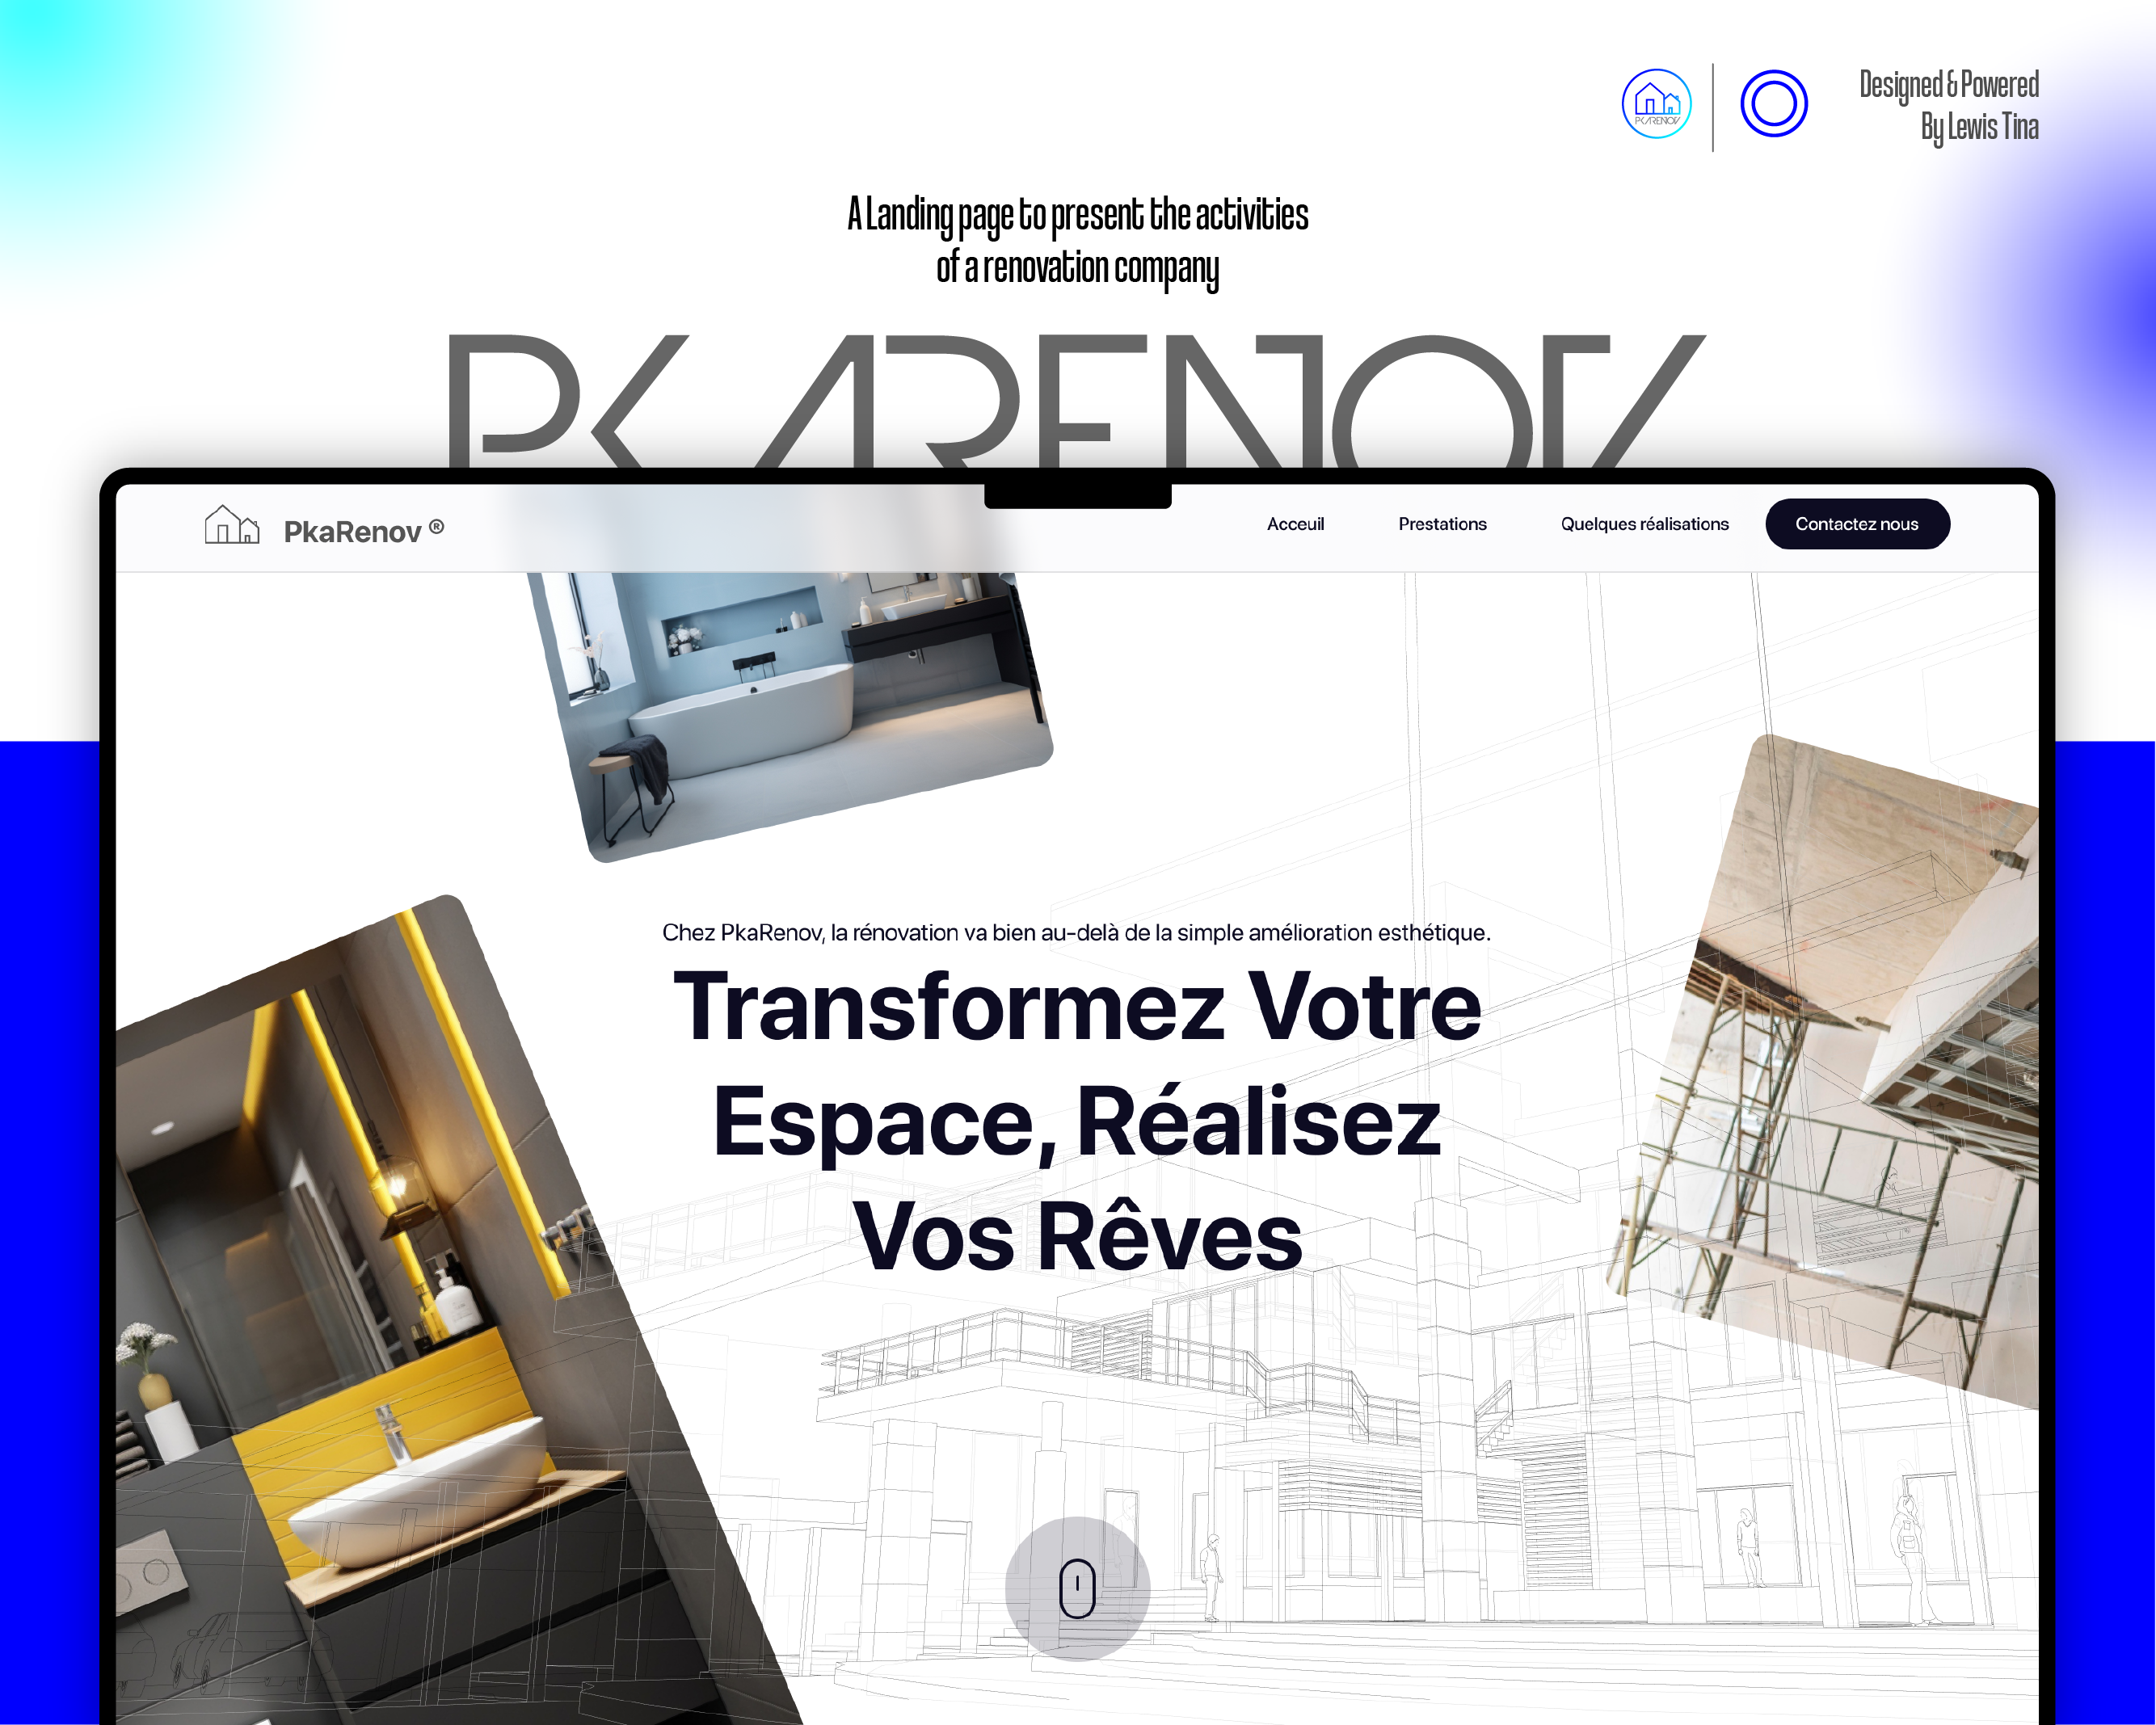 PKARENOV
Designed & Powered
By Lewis Tina
A Landing page to present the activities
of a renovation company
PKARENOV
PkaRenov ®
Acceuil
Prestations
Quelques réalisations
Contactez nous
Chez PkaRenov, la rénovation va bien au-delà de la simple amélioration esthétique.
Transformez Votre
Espace, Réalisez
Vos Rêves